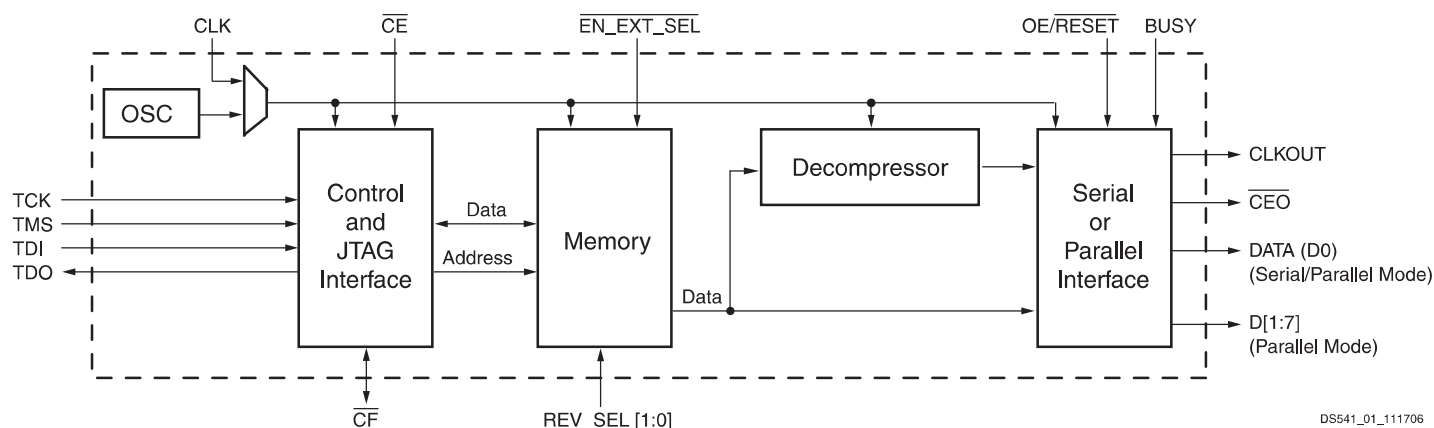 CLK
CE
EN_EXT_SEL
OE/RESET
BUSY
OSC
Control
and
JTAG
Interface
Memory
Decompressor
Serial
or
Parallel
Interface
TCK
TMS
TDI
TDO
Data
Address
Data
CLKOUT
CEO
DATA (D0)
(Serial/Parallel Mode)
D[1:7]
(Parallel Mode)
CF
REV_SEL [1:0]
DS541_01_111706